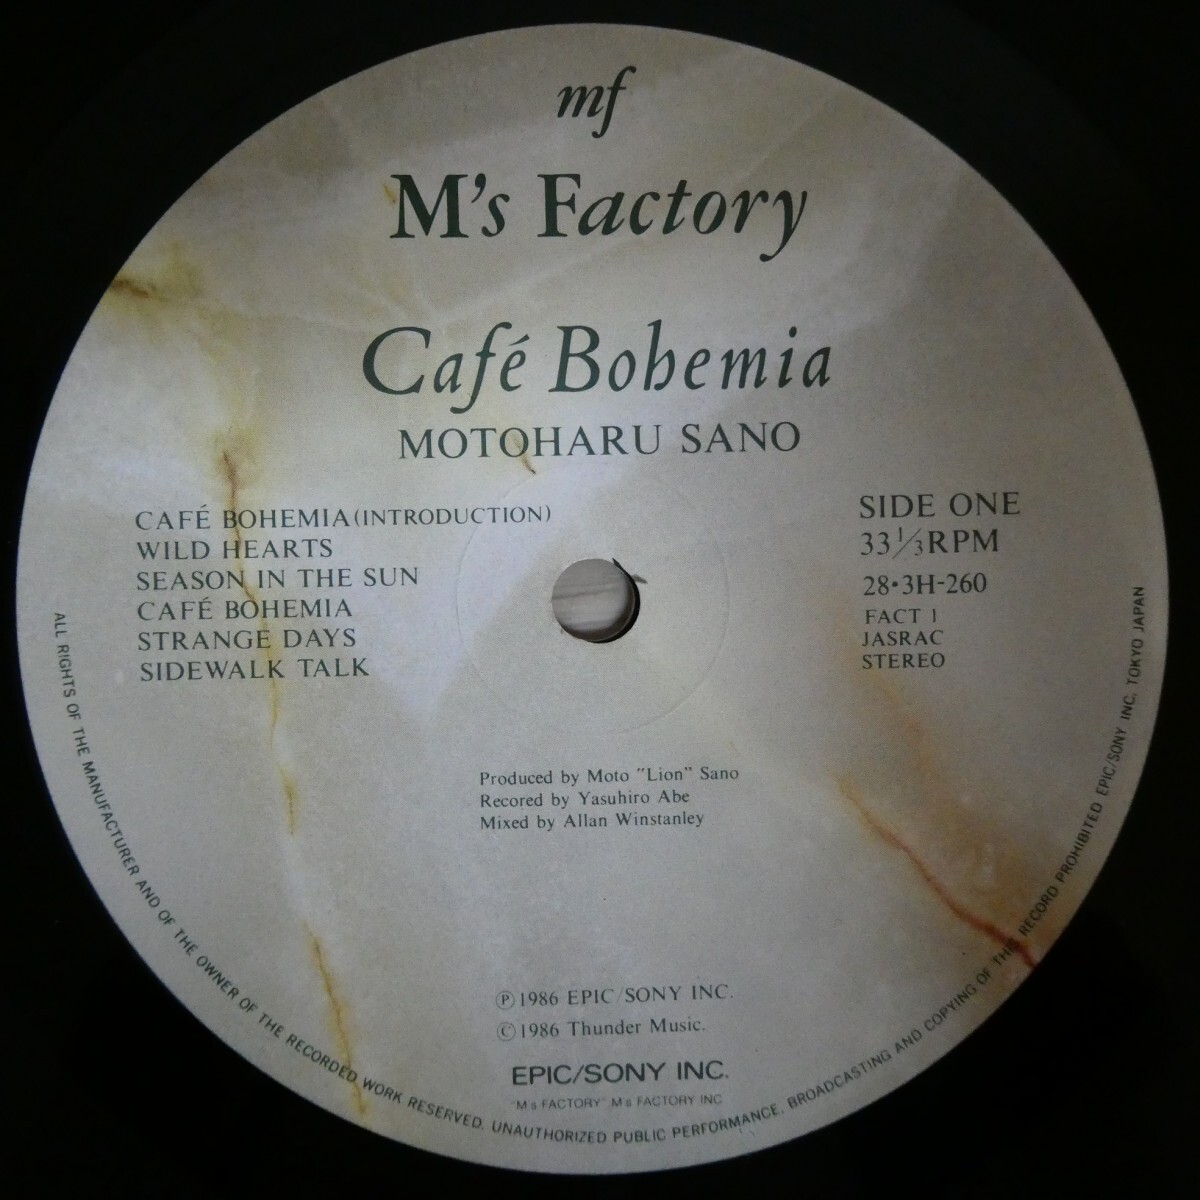 mf
M's Factory
Café Bohemia
MOTOHARU SANO
CAFÉ BOHEMIA(INTRODUCTION)
WILD HEARTS
SEASON IN THE SUN
CAFÉ BOHEMIA
STRANGE DAYS
SIDEWALK TALK
SIDE ONE
33⅓RPM
28・3H-260
FACT 1
JASRAC
STEREO
Produced by Moto "Lion" Sano
Recored by Yasuhiro Abe
Mixed by Allan Winstanley
Ⓟ1986 EPIC/SONY INC.
©1986 Thunder Music.
EPIC/SONY INC.
"M's FACTORY" M's FACTORY INC
ALL RIGHTS OF THE MANUFACTURER AND OF THE OWNER OF THE RECORDED WORK RESERVED. UNAUTHORIZED PUBLIC PERFORMANCE, BROADCASTING AND COPYING OF THIS RECORD PROHIBITED EPIC/SONY INC. TOKYO JAPAN